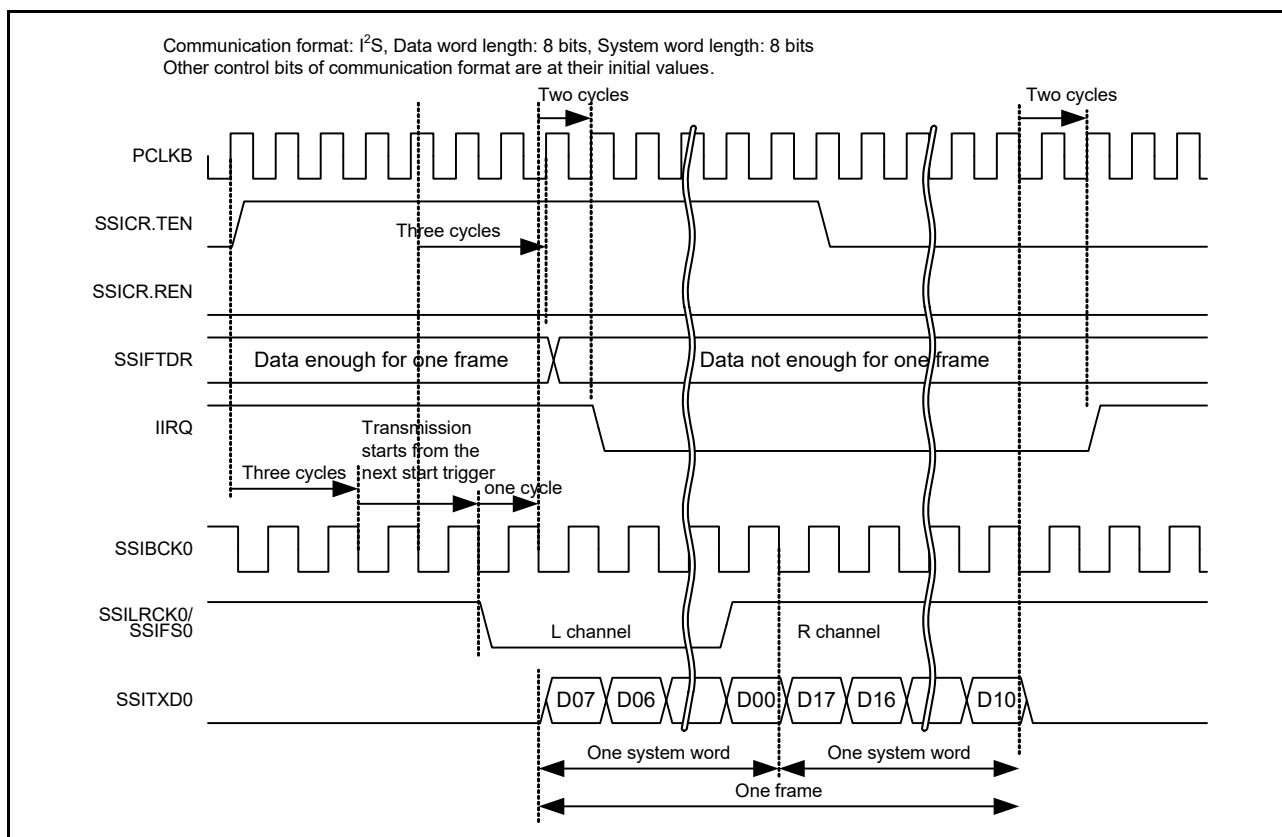 Communication format: I²S, Data word length: 8 bits, System word length: 8 bits
Other control bits of communication format are at their initial values.
Two cycles
Two cycles
PCLKB
SSICR.TEN
Three cycles
SSICR.REN
SSIFTDR
Data enough for one frame
Data not enough for one frame
IIRQ
Transmission
starts from the
next start trigger
Three cycles
one cycle
SSIBCK0
SSILRCK0/
SSIFS0
L channel
R channel
SSITXD0
D07
D06
D00
D17
D16
D10
One system word
One system word
One frame